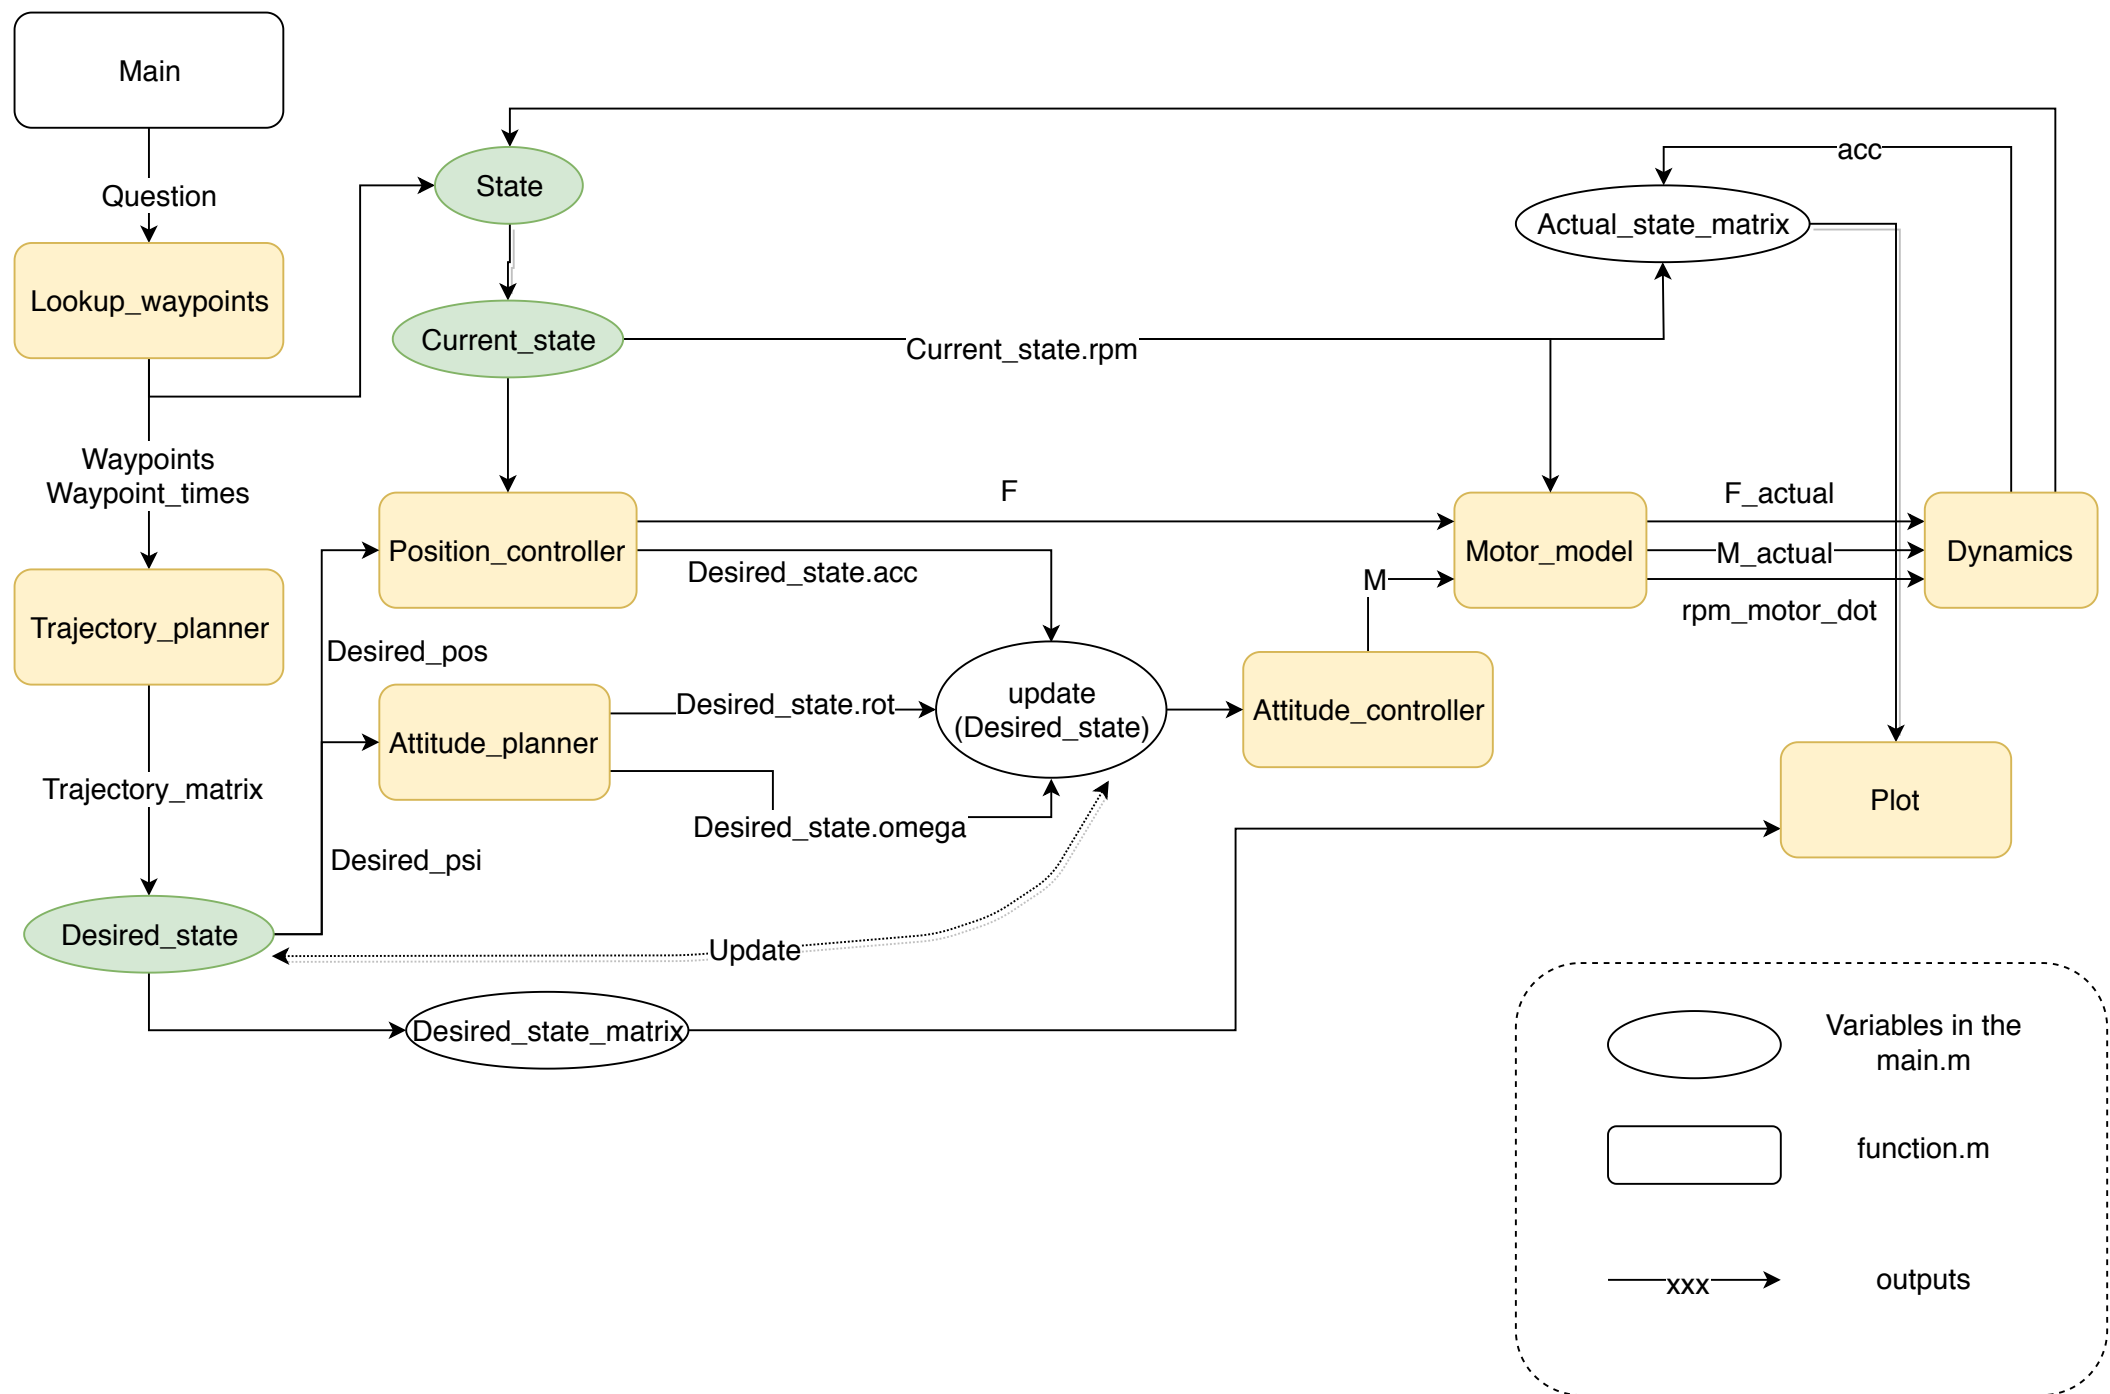 Main
Question
Lookup_waypoints
Waypoints
Waypoint_times
Trajectory_planner
Trajectory_matrix
Desired_state
State
Current_state
Current_state.rpm
acc
Actual_state_matrix
Position_controller
F
Desired_state.acc
Desired_pos
Attitude_planner
Desired_state.rot
Desired_state.omega
Desired_psi
Update
Desired_state_matrix
update
(Desired_state)
Attitude_controller
M
Motor_model
F_actual
M_actual
rpm_motor_dot
Dynamics
Plot
Variables in the
main.m
function.m
xxx
outputs